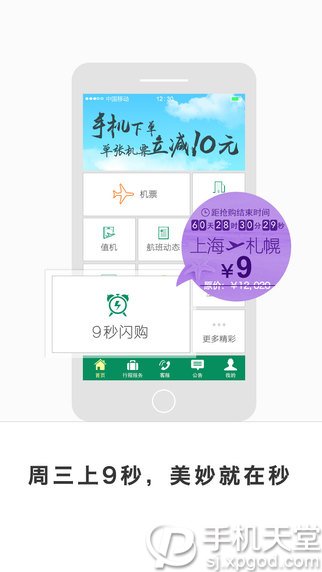 中国移动 12:30
手机下单
单张机票立减10元
机票
值机
航班动态
距抢购结束时间
60天28时30分29秒
上海 札幌
¥9
9秒闪购
更多精彩
首页 行程服务 客服 公告 我的
周三上9秒，美妙就在秒
手机天堂
sj.xpgod.com